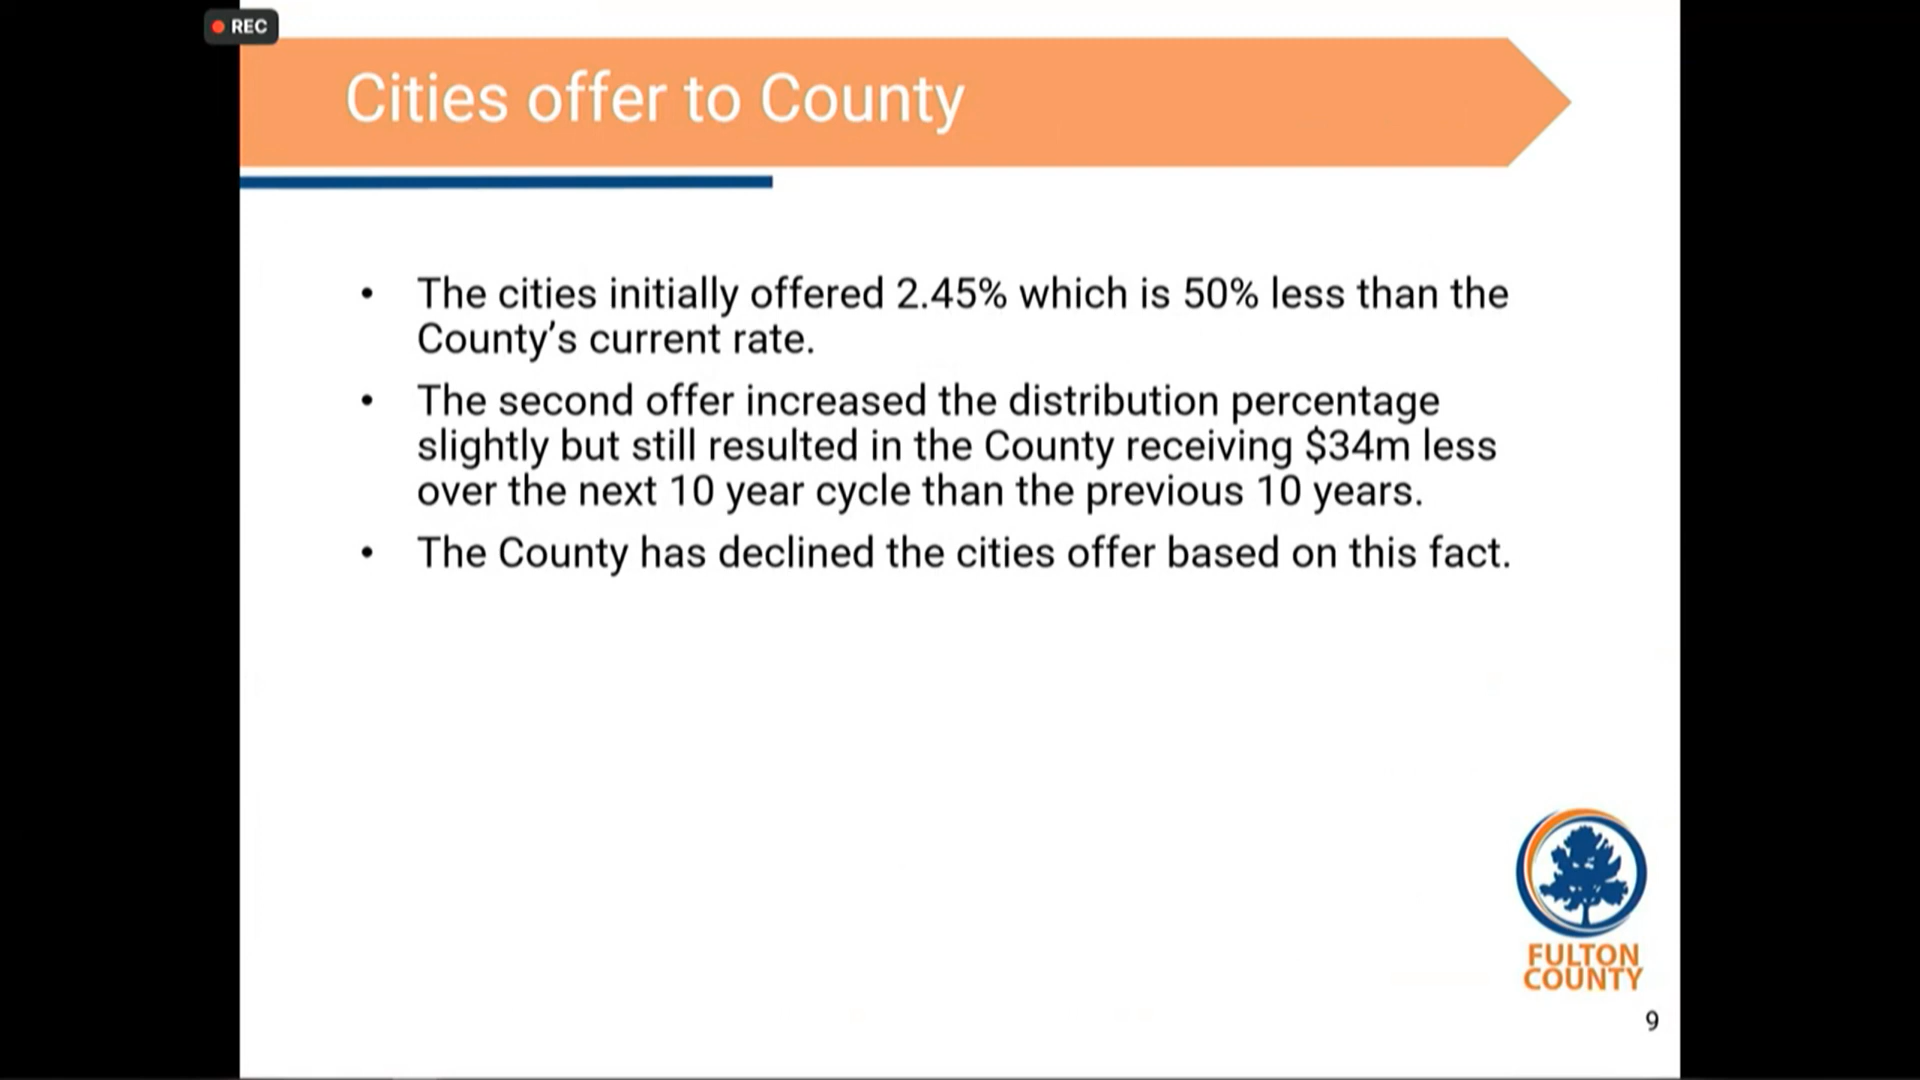 REC
Cities offer to County
• The cities initially offered 2.45% which is 50% less than the
County’s current rate.
• The second offer increased the distribution percentage
slightly but still resulted in the County receiving $34m less
over the next 10 year cycle than the previous 10 years.
• The County has declined the cities offer based on this fact.
FULTON
COUNTY
9